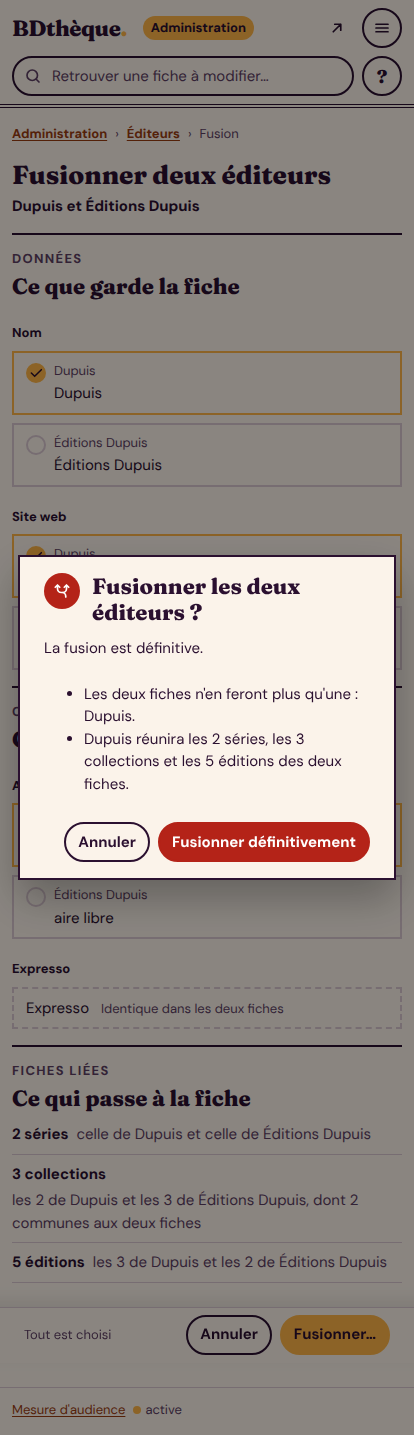 BDthèque.
Administration
Retrouver une fiche à modifier...
?
Administration › Éditeurs › Fusion
Fusionner deux éditeurs
Dupuis et Éditions Dupuis
DONNÉES
Ce que garde la fiche
Nom
Dupuis
Dupuis
Éditions Dupuis
Éditions Dupuis
Site web
Dupuis
Fusionner les deux
éditeurs ?
La fusion est définitive.
• Les deux fiches n'en feront plus qu'une :
Dupuis.
• Dupuis réunira les 2 séries, les 3
collections et les 5 éditions des deux
fiches.
Annuler
Fusionner définitivement
Éditions Dupuis
aire libre
Expresso
Expresso Identique dans les deux fiches
FICHES LIÉES
Ce qui passe à la fiche
2 séries celle de Dupuis et celle de Éditions Dupuis
3 collections
les 2 de Dupuis et les 3 de Éditions Dupuis, dont 2
communes aux deux fiches
5 éditions les 3 de Dupuis et les 2 de Éditions Dupuis
Tout est choisi
Annuler
Fusionner...
Mesure d'audience active